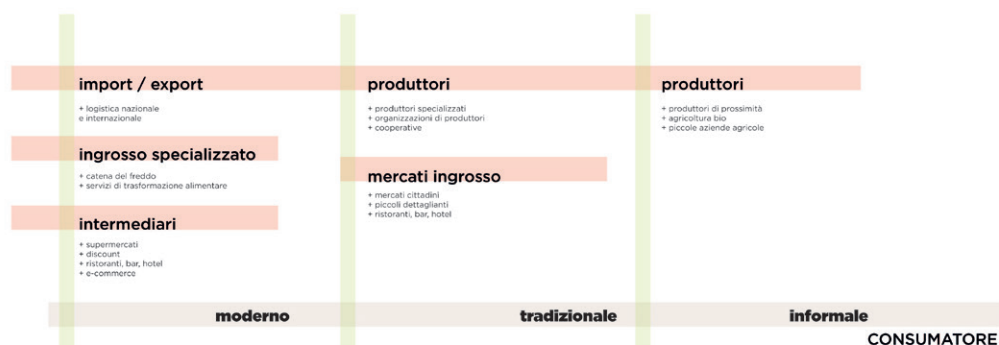 import / export
+ logistica nazionale
e internazionale
ingrosso specializzato
+ catena del freddo
+ servizi di trasformazione alimentare
intermediari
+ supermercati
+ discount
+ ristoranti, bar, hotel
+ e-commerce
produttori
+ produttori specializzati
+ organizzazioni di produttori
+ cooperative
mercati ingrosso
+ mercati cittadini
+ piccoli dettaglianti
+ ristoranti, bar, hotel
produttori
+ produttori di prossimità
+ agricoltura bio
+ piccole aziende agricole
moderno
tradizionale
informale
CONSUMATORE